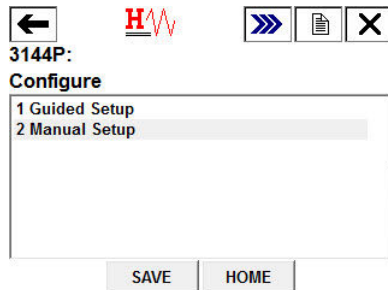 H
3144P:
Configure
1 Guided Setup
2 Manual Setup
SAVE HOME